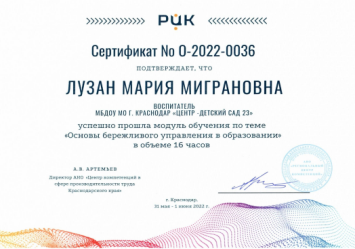 РЦК
Сертификат No О-2022-0036
ПОДТВЕРЖДАЕТ, ЧТО
ЛУЗАН МАРИЯ МИГРАНОВНА
ВОСПИТАТЕЛЬ
МБДОУ МО Г. КРАСНОДАР «ЦЕНТР -ДЕТСКИЙ САД 23»
успешно прошла модуль обучения по теме
«Основы бережливого управления в образовании»
в объеме 16 часов
А.В. АРТЕМЬЕВ
Директор АНО «Центр компетенций в
сфере производительности труда
Краснодарского края»
г. Краснодар,
31 мая - 1 июня 2022 г.